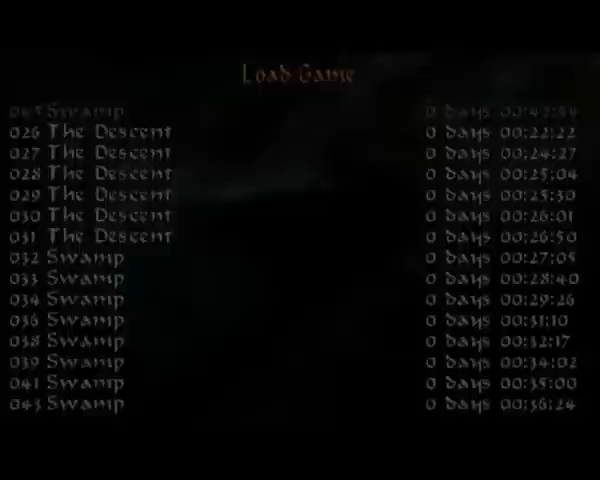 Load Game
Swamp 0 days
026 The Descent 0 days 00:22:22
027 The Descent 0 days 00:24:27
028 The Descent 0 days 00:25:04
029 The Descent 0 days 00:25:30
030 The Descent 0 days 00:26:01
031 The Descent 0 days 00:26:50
032 Swamp 0 days 00:27:05
033 Swamp 0 days 00:28:40
034 Swamp 0 days 00:29:26
036 Swamp 0 days 00:31:10
038 Swamp 0 days 00:32:17
039 Swamp 0 days 00:34:02
041 Swamp 0 days 00:35:00
043 Swamp 0 days 00:36:24